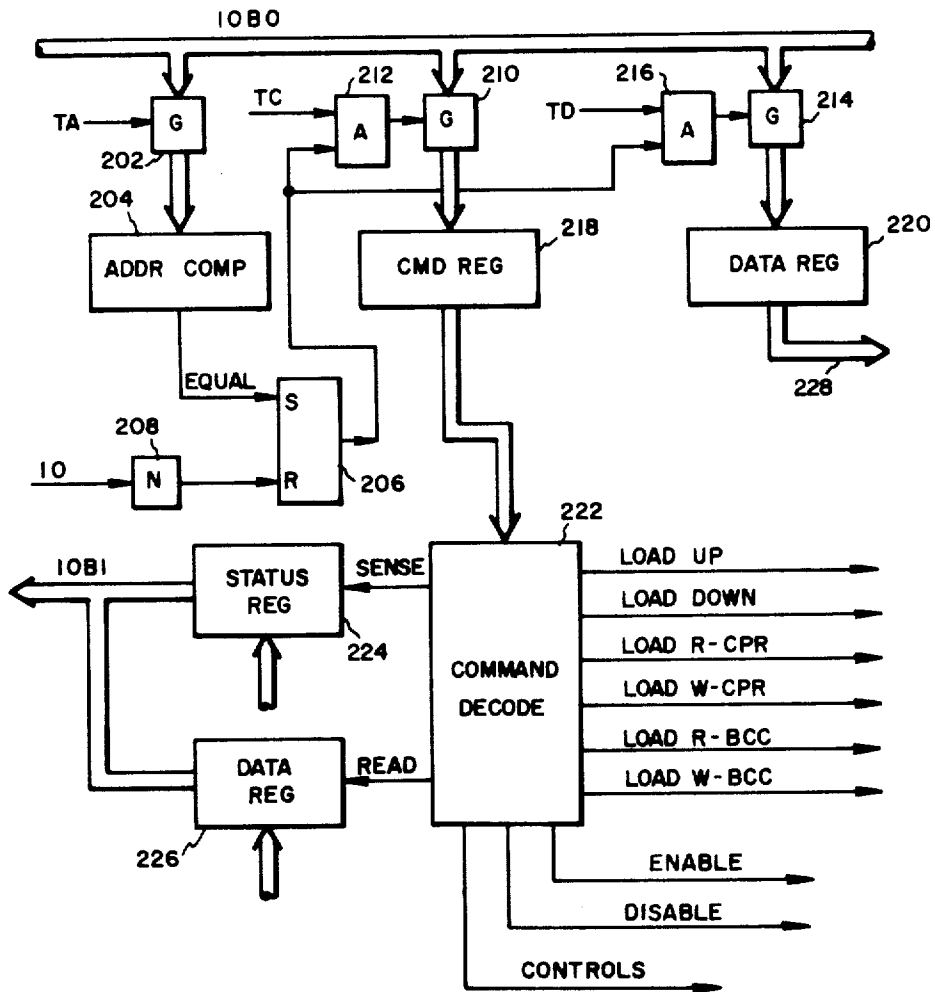 IOBO
TA
G
202
TC
212
A
G
210
TD
216
A
G
214
204
ADDR COMP
CMD REG
218
DATA REG
220
228
EQUAL
S
R
206
IO
208
N
IOBI
STATUS
REG
224
SENSE
DATA
REG
226
READ
222
COMMAND
DECODE
LOAD UP
LOAD DOWN
LOAD R-CPR
LOAD W-CPR
LOAD R-BCC
LOAD W-BCC
ENABLE
DISABLE
CONTROLS